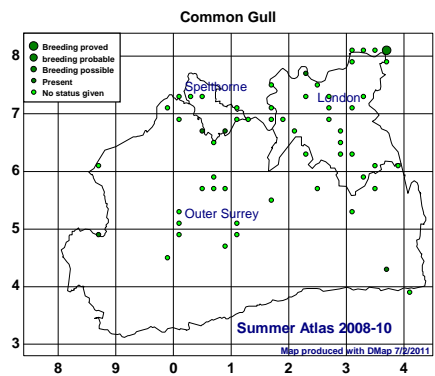 Common Gull
8
Breeding proved
breeding probable
Breeding possible
Present
No status given
Spelthorne
London
7
6
Outer Surrey
5
4
Summer Atlas 2008-10
3
Map produced with DMap 7/2/2011
8 9 0 1 2 3 4